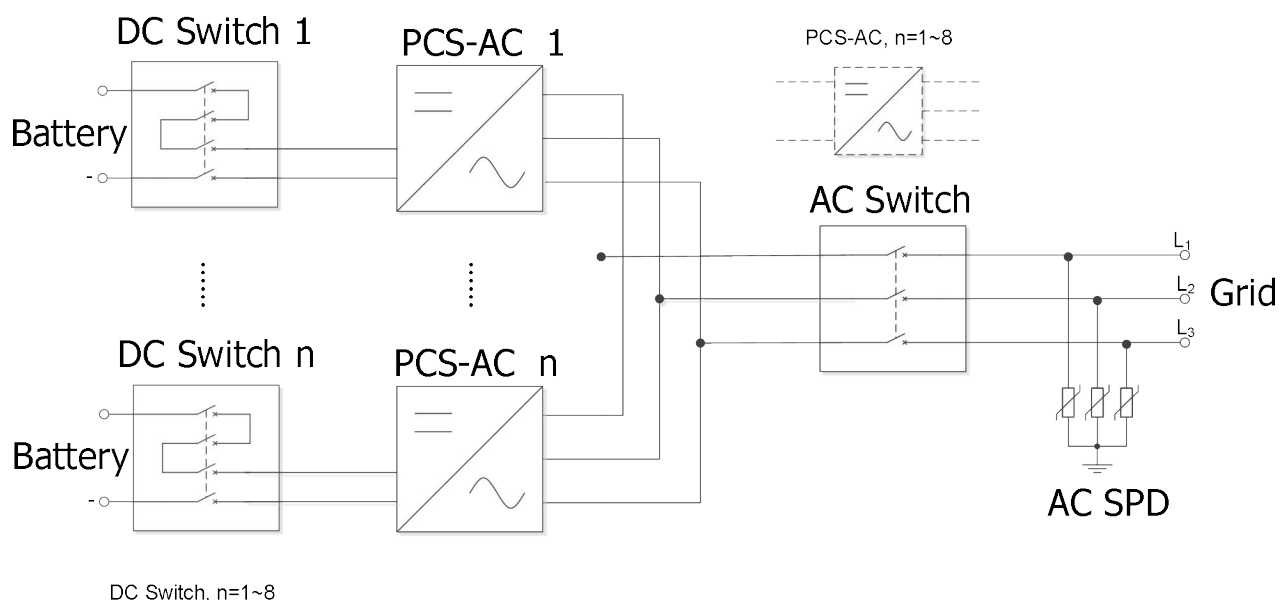 DC Switch 1
PCS-AC 1
PCS-AC, n=1~8
Battery
-
AC Switch
L1
L2
Grid
L3
DC Switch n
PCS-AC n
Battery
-
AC SPD
DC Switch, n=1~8